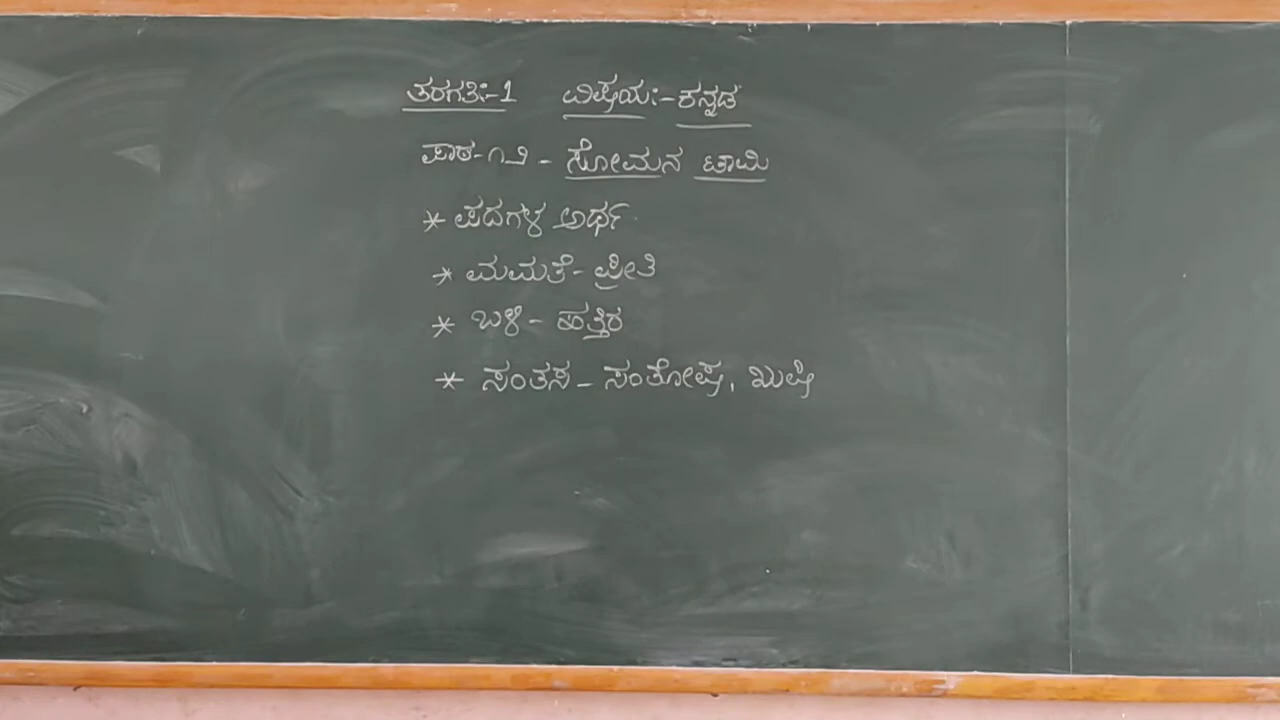 ತರಗತಿ:-1 ವಿಷಯ:-ಕನ್ನಡ
ಪಾಠ-೧೨ - ಸೋಮನ ಟಾಮಿ
* ಪದಗಳ ಅರ್ಥ.
* ಮಮತೆ- ಪ್ರೀತಿ
* ಬಳಿ - ಹತ್ತಿರ
* ಸಂತಸ - ಸಂತೋಷ, ಖುಷಿ